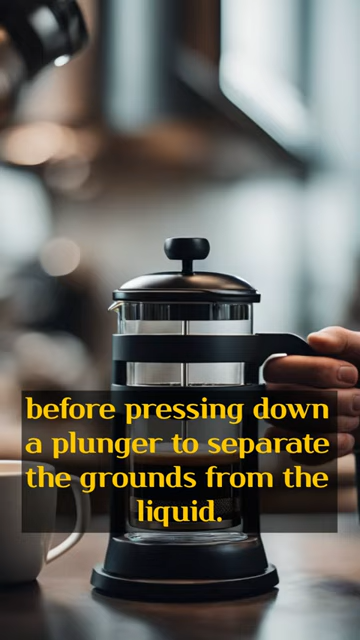 before pressing down
a plunger to separate
the grounds from the
liquid.